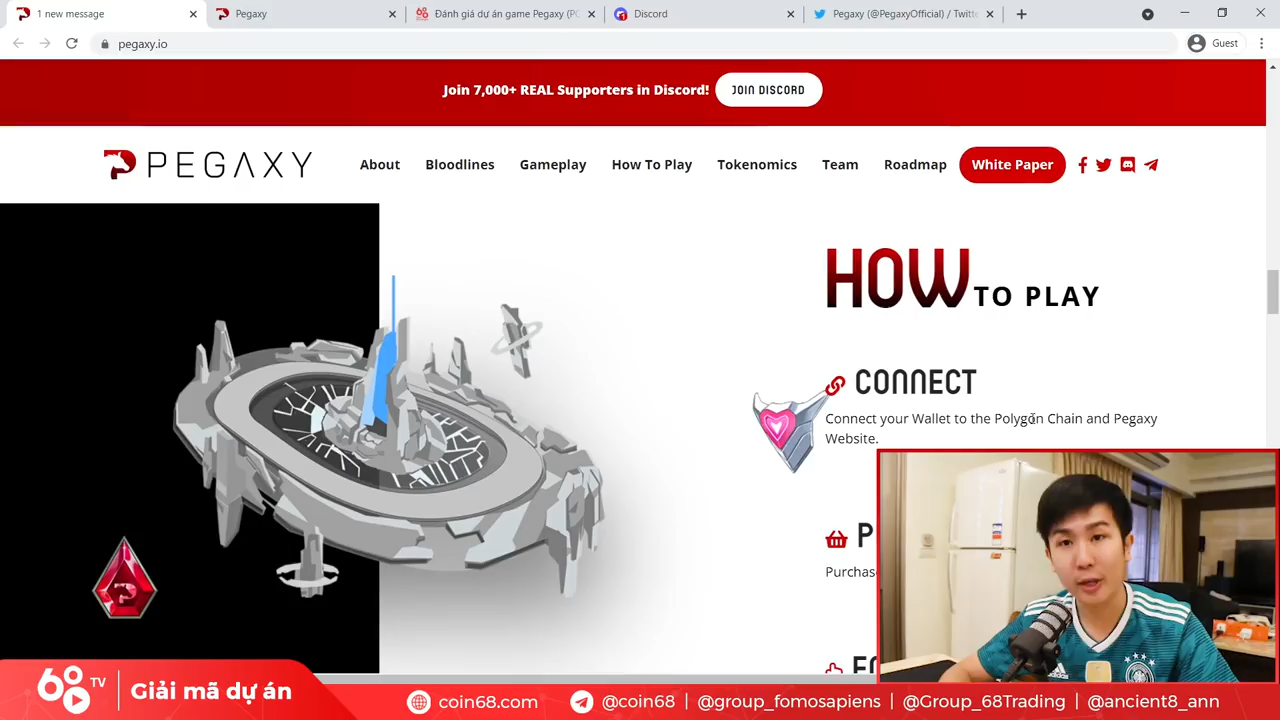 1 new message
Pegaxy
Đánh giá dự án game Pegaxy (P
Discord
Pegaxy (@PegaxyOfficial) / Twitt
pegaxy.io
Guest
Join 7,000+ REAL Supporters in Discord!
JOIN DISCORD
PEGAXY
About
Bloodlines
Gameplay
How To Play
Tokenomics
Team
Roadmap
White Paper
HOW TO PLAY
CONNECT
Connect your Wallet to the Polygon Chain and Pegaxy
Website.
P
Purchas
68 TV
Giải mã dự án
coin68.com
@coin68
@group_fomosapiens
@Group_68Trading
@ancient8_ann